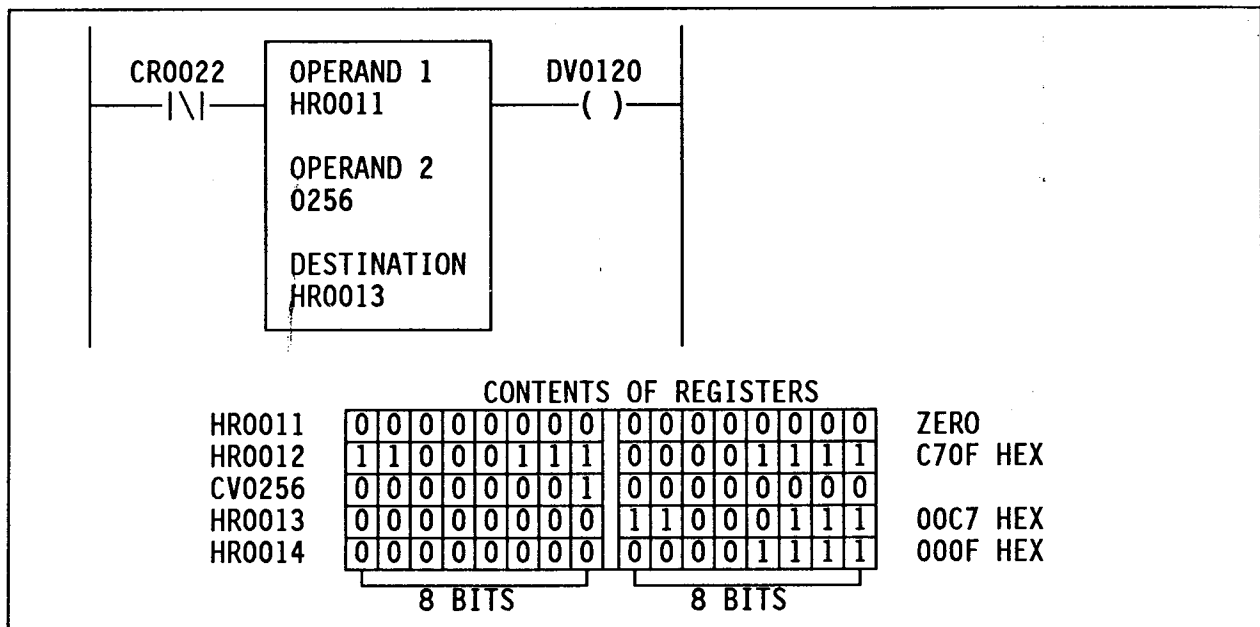 CR0022
OPERAND 1
HR0011
OPERAND 2
0256
DESTINATION
HR0013
DV0120
CONTENTS OF REGISTERS
HR0011 0 0 0 0 0 0 0 0 0 0 0 0 0 0 0 0 ZERO
HR0012 1 1 0 0 0 1 1 1 0 0 0 0 1 1 1 1 C70F HEX
CV0256 0 0 0 0 0 0 0 1 0 0 0 0 0 0 0 0
HR0013 0 0 0 0 0 0 0 0 1 1 0 0 0 1 1 1 00C7 HEX
HR0014 0 0 0 0 0 0 0 0 0 0 0 0 1 1 1 1 000F HEX
8 BITS 8 BITS